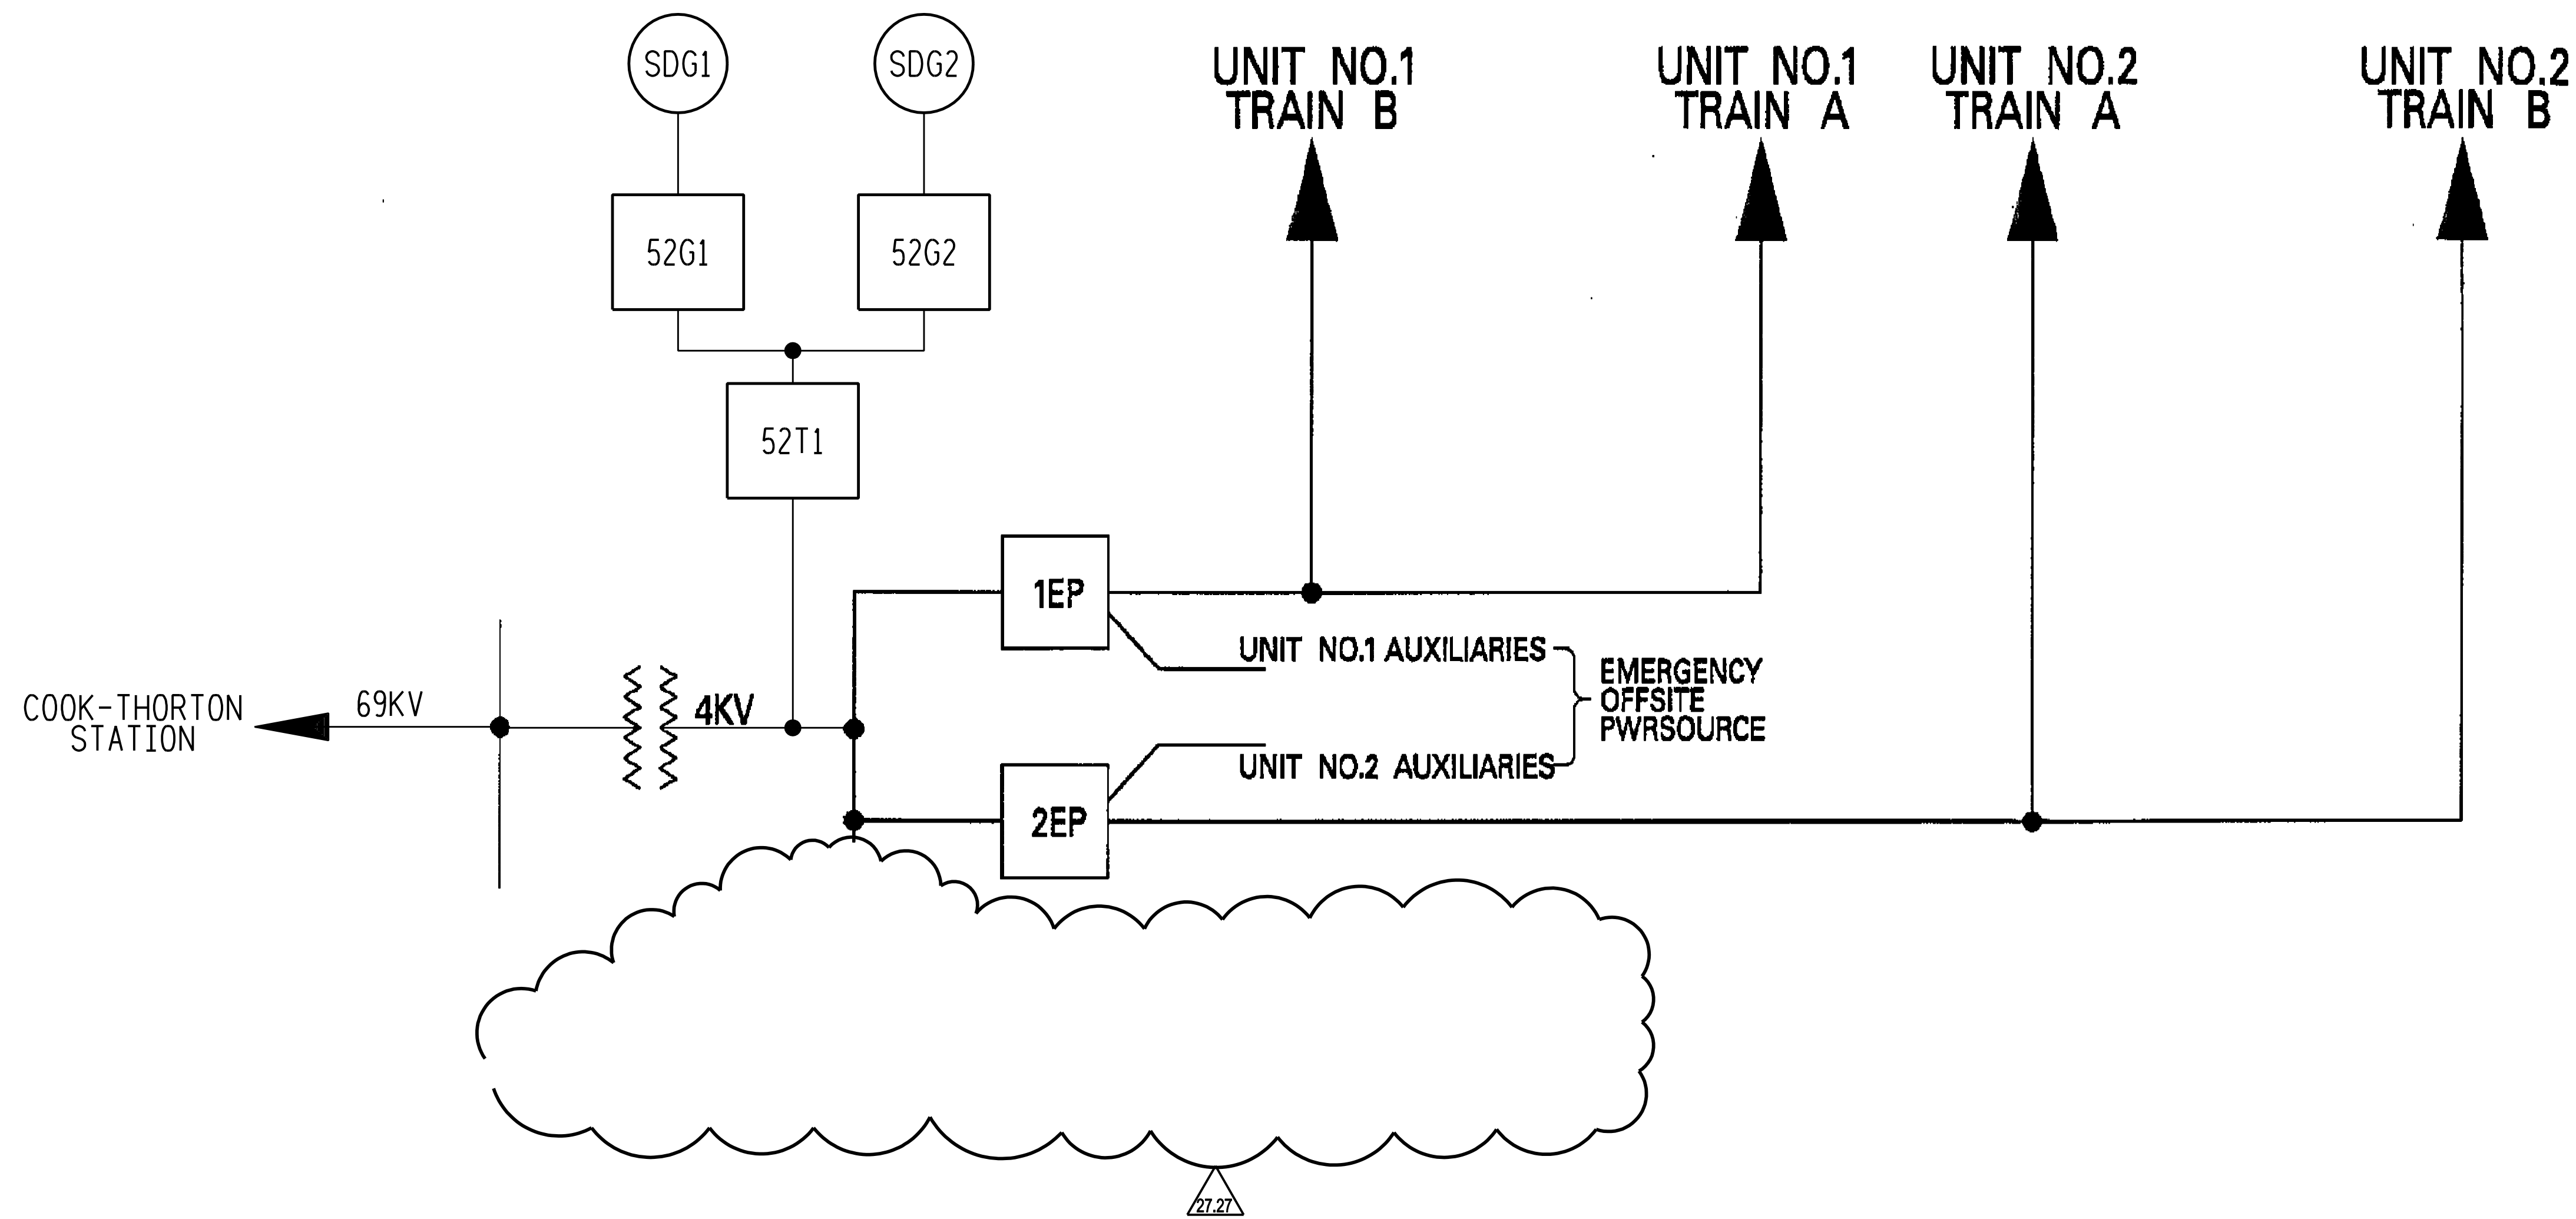 SDG1
SDG2
UNIT NO.1
TRAIN B
UNIT NO.1
TRAIN A
UNIT NO.2
TRAIN A
UNIT NO.2
TRAIN B
52G1
52G2
52T1
1EP
UNIT NO.1 AUXILIARIES
EMERGENCY
OFFSITE
PWRSOURCE
COOK-THORTON
STATION
69KV
4KV
UNIT NO.2 AUXILIARIES
2EP
27.27